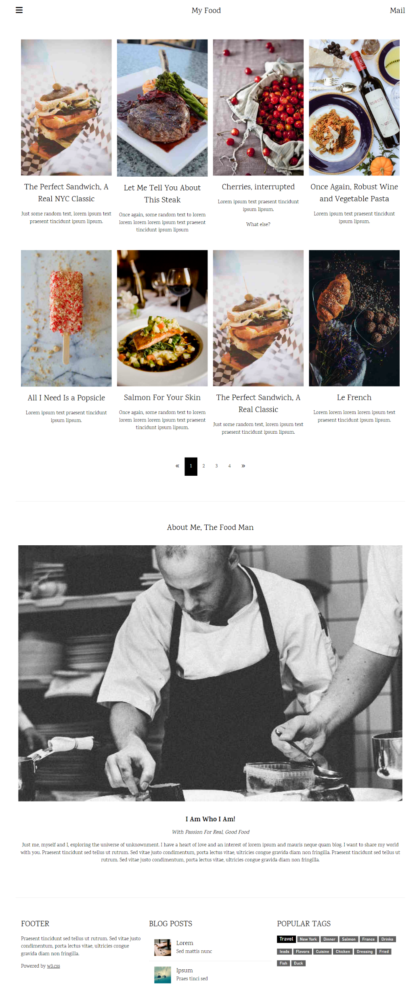 My Food
Mail
ROBUST
The Perfect Sandwich, A
Real NYC Classic
Just some random text, lorem ipsum text
praesent tincidunt ipsum lipsum.
Let Me Tell You About
This Steak
Once again, some random text to lorem
lorem lorem lorem ipsum text praesent
tincidunt ipsum lipsum
Cherries, interrupted
Lorem ipsum text praesent tincidunt
ipsum lipsum.
What else?
Once Again, Robust Wine
and Vegetable Pasta
Lorem ipsum text praesent tincidunt
ipsum lipsum.
All I Need Is a Popsicle
Lorem ipsum text praesent tincidunt
ipsum lipsum.
Salmon For Your Skin
Once again, some random text to lorem
lorem lorem lorem ipsum text praesent
tincidunt ipsum lipsum.
The Perfect Sandwich, A
Real Classic
Just some random text, lorem ipsum text
praesent tincidunt ipsum lipsum.
Le French
Lorem lorem lorem lorem ipsum text
praesent tincidunt ipsum lipsum.
« 1 2 3 4 »
About Me, The Food Man
I Am Who I Am!
With Passion For Real, Good Food
Just me, myself and I, exploring the universe of unknownment. I have a heart of love and an interest of lorem ipsum and mauris neque quam blog. I want to share my world
with you. Praesent tincidunt sed tellus ut rutrum. Sed vitae justo condimentum, porta lectus vitae, ultricies congue gravida diam non fringilla. Praesent tincidunt sed tellus ut
rutrum. Sed vitae justo condimentum, porta lectus vitae, ultricies congue gravida diam non fringilla.
FOOTER
Praesent tincidunt sed tellus ut rutrum. Sed vitae justo
condimentum, porta lectus vitae, ultricies congue
gravida diam non fringilla.
Powered by w3.css
BLOG POSTS
Lorem
Sed mattis nunc
Ipsum
Praes tinci sed
POPULAR TAGS
Travel New York Dinner Salmon France Drinks
Ideas Flavors Cuisine Chicken Dressing Fried
Fish Duck